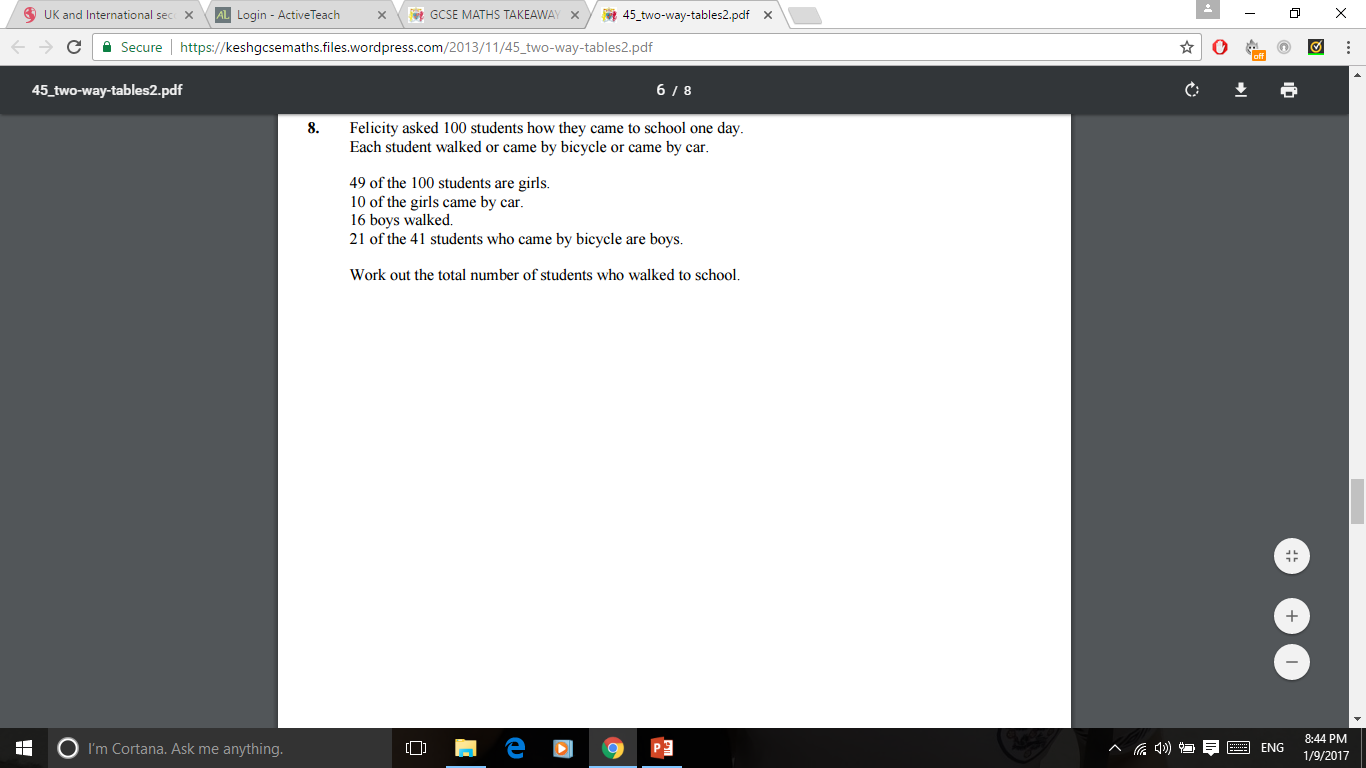 UK and International sec
Login - ActiveTeach
GCSE MATHS TAKEAWAY
45_two-way-tables2.pdf
Secure
https://keshgcsemaths.files.wordpress.com/2013/11/45_two-way-tables2.pdf
off
45_two-way-tables2.pdf
6 / 8
8. Felicity asked 100 students how they came to school one day.
Each student walked or came by bicycle or came by car.
49 of the 100 students are girls.
10 of the girls came by car.
16 boys walked.
21 of the 41 students who came by bicycle are boys.
Work out the total number of students who walked to school.
I'm Cortana. Ask me anything.
ENG
8:44 PM
1/9/2017